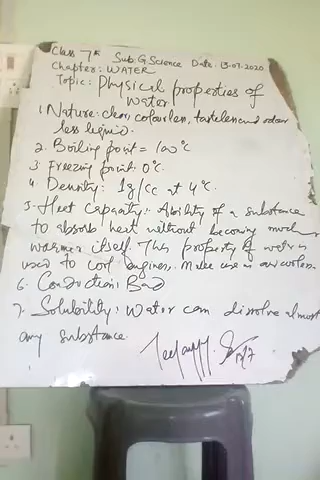 Class 7th Sub: G Science Date: 13.07.2020
Chapter: WATER
Topic: Physical properties of
water
1. Nature: clear, colourless, tasteless and odour
less liquid.
2. Boiling point = 100°C
3. Freezing point: 0°C.
4. Density: 1g/cc at 4°C.
5. Heat Capacity: Ability of a substance
to absorb heat without becoming much
warmer itself. This property of water is
used to cool engines. Make use in air coolers.
6. Conduction: Bad
7. Solubility: Water can dissolve almost
any substance.